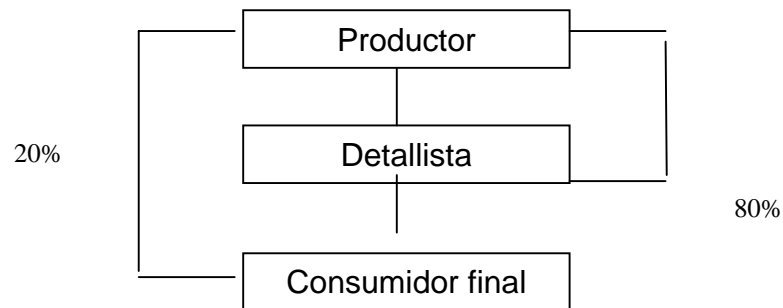 Productor
Detallista
20%
80%
Consumidor final